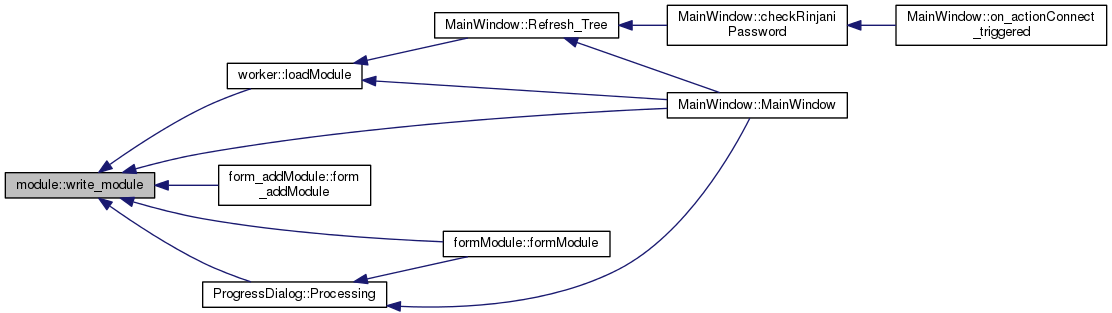 module::write_module
worker::loadModule
MainWindow::Refresh_Tree
MainWindow::checkRinjani
Password
MainWindow::on_actionConnect
_triggered
MainWindow::MainWindow
form_addModule::form
_addModule
formModule::formModule
ProgressDialog::Processing